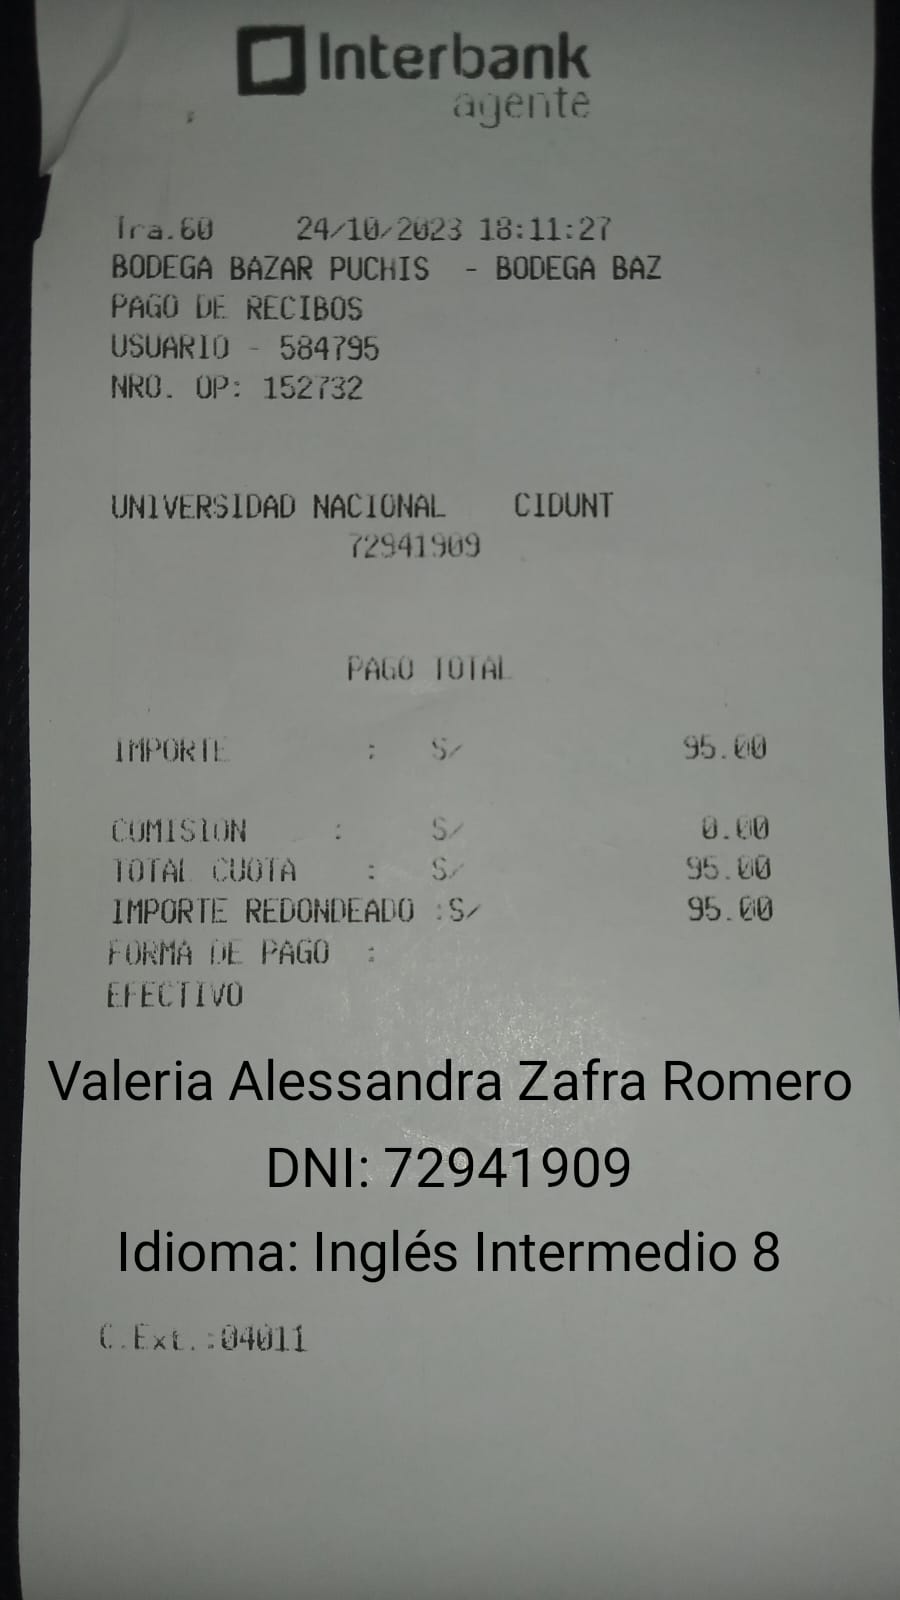 Interbank
agente
Tra.60 24/10/2023 18:11:27
BODEGA BAZAR PUCHIS - BODEGA BAZ
PAGO DE RECIBOS
USUARIO - 584795
NRO. OP: 152732
UNIVERSIDAD NACIONAL CIDUNT
72941909
PAGO TOTAL
IMPORTE : S/ 95.00
COMISION : S/ 0.00
TOTAL CUOTA : S/ 95.00
IMPORTE REDONDEADO :S/ 95.00
FORMA DE PAGO :
EFECTIVO
Valeria Alessandra Zafra Romero
DNI: 72941909
Idioma: Inglés Intermedio 8
C.Ext.:04011